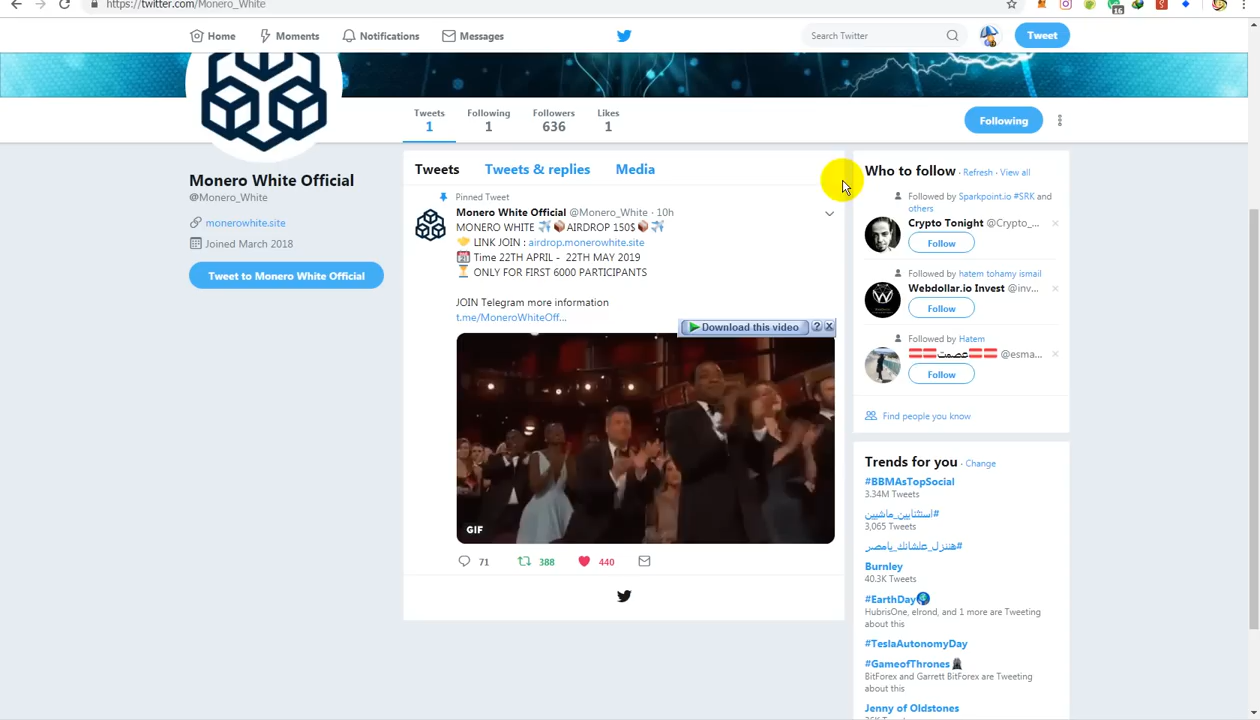 https://twitter.com/Monero_White
16
Home
Moments
Notifications
Messages
Search Twitter
Tweet
Tweets
1
Following
1
Followers
636
Likes
1
Following
Monero White Official
@Monero_White
monerowhite.site
Joined March 2018
Tweet to Monero White Official
Tweets Tweets & replies Media
Pinned Tweet
Monero White Official @Monero_White · 10h
MONERO WHITE ✈️📦AIRDROP 150$📦✈️
🤝 LINK JOIN : airdrop.monerowhite.site
📅 Time 22TH APRIL - 22TH MAY 2019
⏳ ONLY FOR FIRST 6000 PARTICIPANTS
JOIN Telegram more information
t.me/MoneroWhiteOff...
Download this video ? X
GIF
71 388 440
Who to follow · Refresh · View all
Followed by Sparkpoint.io #SRK and
others
Crypto Tonight @Crypto_...
Follow
Followed by hatem tohamy ismail
Webdollar.io Invest @inv...
Follow
Followed by Hatem
عصمت @esma...
Follow
Find people you know
Trends for you · Change
#BBMAsTopSocial
3.34M Tweets
#استثنايين_ماشيين
3,065 Tweets
#هننزل_علشانك_يامصر
Burnley
40.3K Tweets
#EarthDay
HubrisOne, elrond, and 1 more are Tweeting
about this
#TeslaAutonomyDay
#GameofThrones
BitForex and Garrett BitForex are Tweeting
about this
Jenny of Oldstones